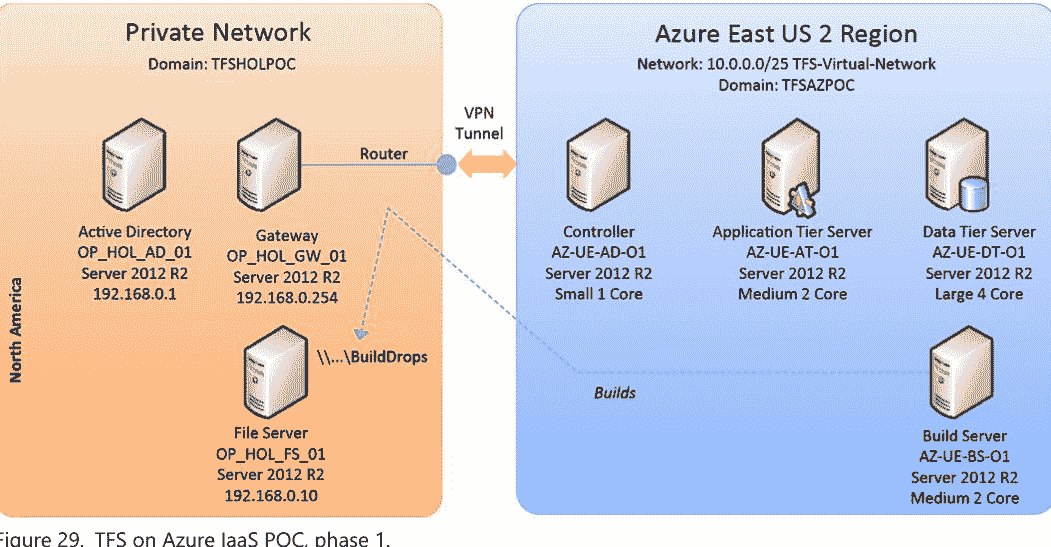 Private Network
Domain: TFSHOLPOC
Active Directory
OP_HOL_AD_01
Server 2012 R2
192.168.0.1
Gateway
OP_HOL_GW_01
Server 2012 R2
192.168.0.254
Router
\\...\BuildDrops
File Server
OP_HOL_FS_01
Server 2012 R2
192.168.0.10
North America
VPN
Tunnel
Azure East US 2 Region
Network: 10.0.0.0/25 TFS-Virtual-Network
Domain: TFSAZPOC
Controller
AZ-UE-AD-O1
Server 2012 R2
Small 1 Core
Application Tier Server
AZ-UE-AT-O1
Server 2012 R2
Medium 2 Core
Data Tier Server
AZ-UE-DT-O1
Server 2012 R2
Large 4 Core
Builds
Build Server
AZ-UE-BS-O1
Server 2012 R2
Medium 2 Core
Figure 29. TFS on Azure IaaS POC, phase 1.